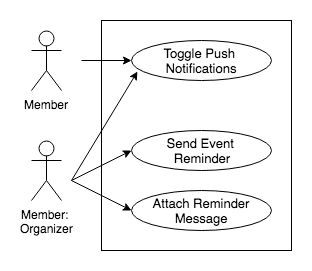 Toggle Push
Notifications
Member
Send Event
Reminder
Member:
Organizer
Attach Reminder
Message